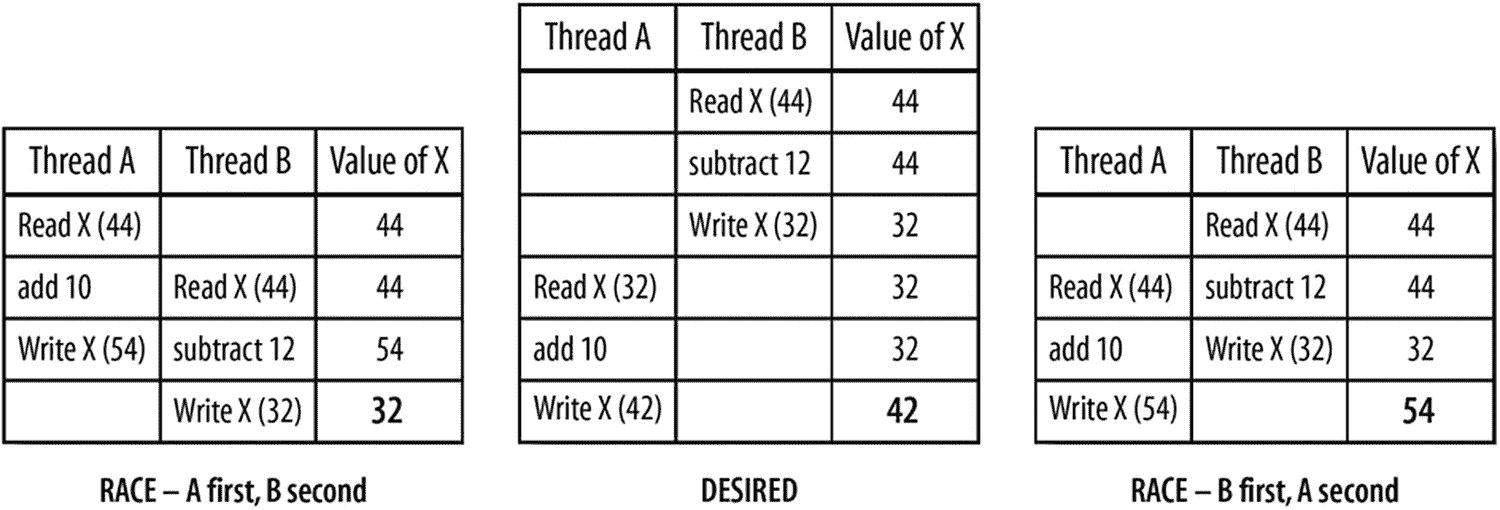 Thread A Thread B Value of X
Read X (44) 44
add 10 Read X (44) 44
Write X (54) subtract 12 54
Write X (32) 32
RACE – A first, B second
Thread A Thread B Value of X
Read X (44) 44
subtract 12 44
Write X (32) 32
Read X (32) 32
add 10 32
Write X (42) 42
DESIRED
Thread A Thread B Value of X
Read X (44) 44
Read X (44) subtract 12 44
add 10 Write X (32) 32
Write X (54) 54
RACE – B first, A second